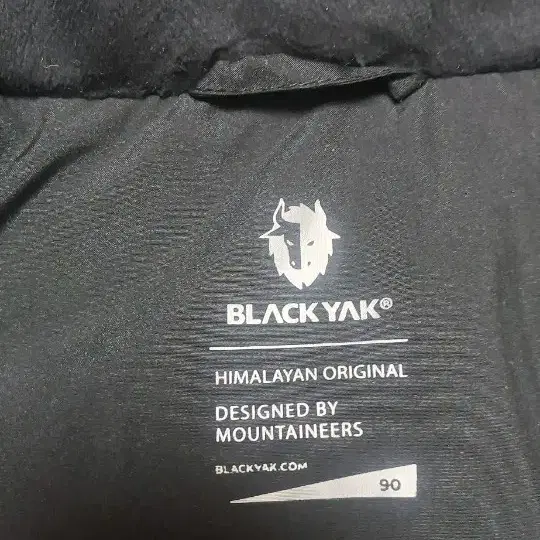 BLACKYAK®
HIMALAYAN ORIGINAL
DESIGNED BY
MOUNTAINEERS
BLACKYAK.COM
90